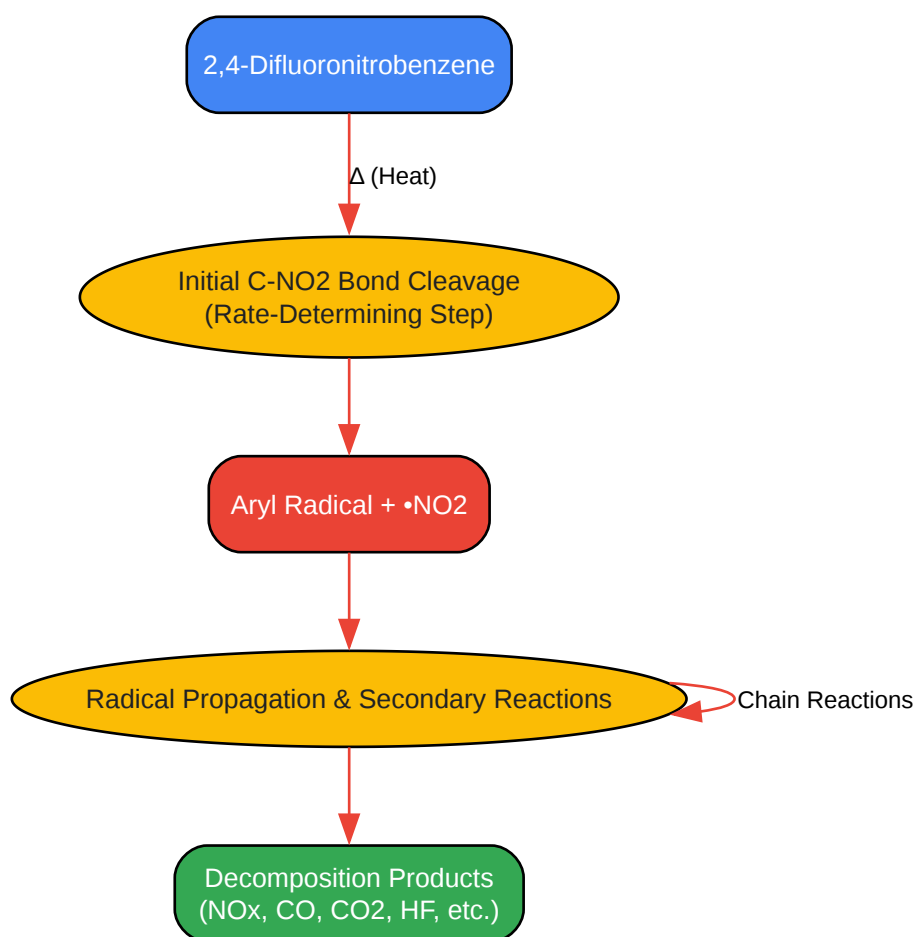 2,4-Difluoronitrobenzene
Δ (Heat)
Initial C-NO2 Bond Cleavage
(Rate-Determining Step)
Aryl Radical + •NO2
Radical Propagation & Secondary Reactions
Chain Reactions
Decomposition Products
(NOx, CO, CO2, HF, etc.)